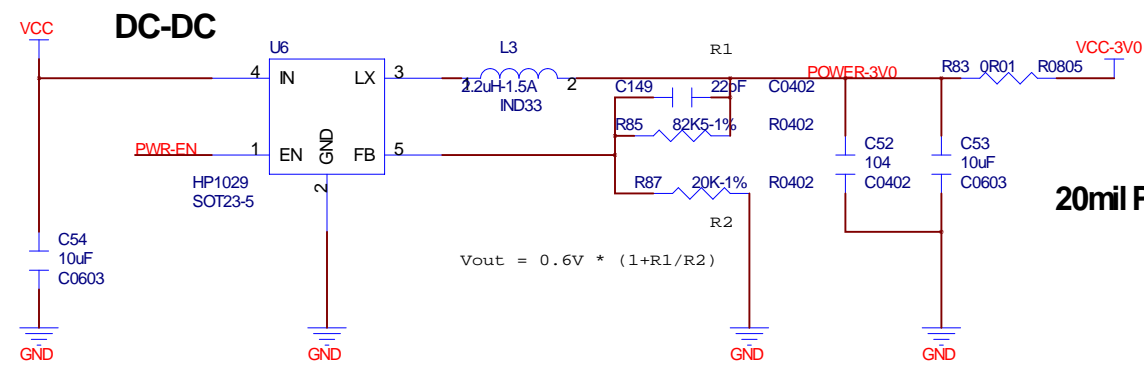 DC-DC
VCC
U6
L3
R1
VCC-3V0
4 IN LX 3
1 2
2.2uH-1.5A
IND33
C149 22pF C0402
POWER-3V0
R83 0R01 R0805
R85 82K5-1% R0402
PWR-EN
1 EN GND FB 5
2
HP1029
SOT23-5
R87 20K-1% R0402
C52
104
C0402
C53
10uF
C0603
20mil
R2
C54
10uF
C0603
Vout = 0.6V * (1+R1/R2)
GND
GND
GND
GND